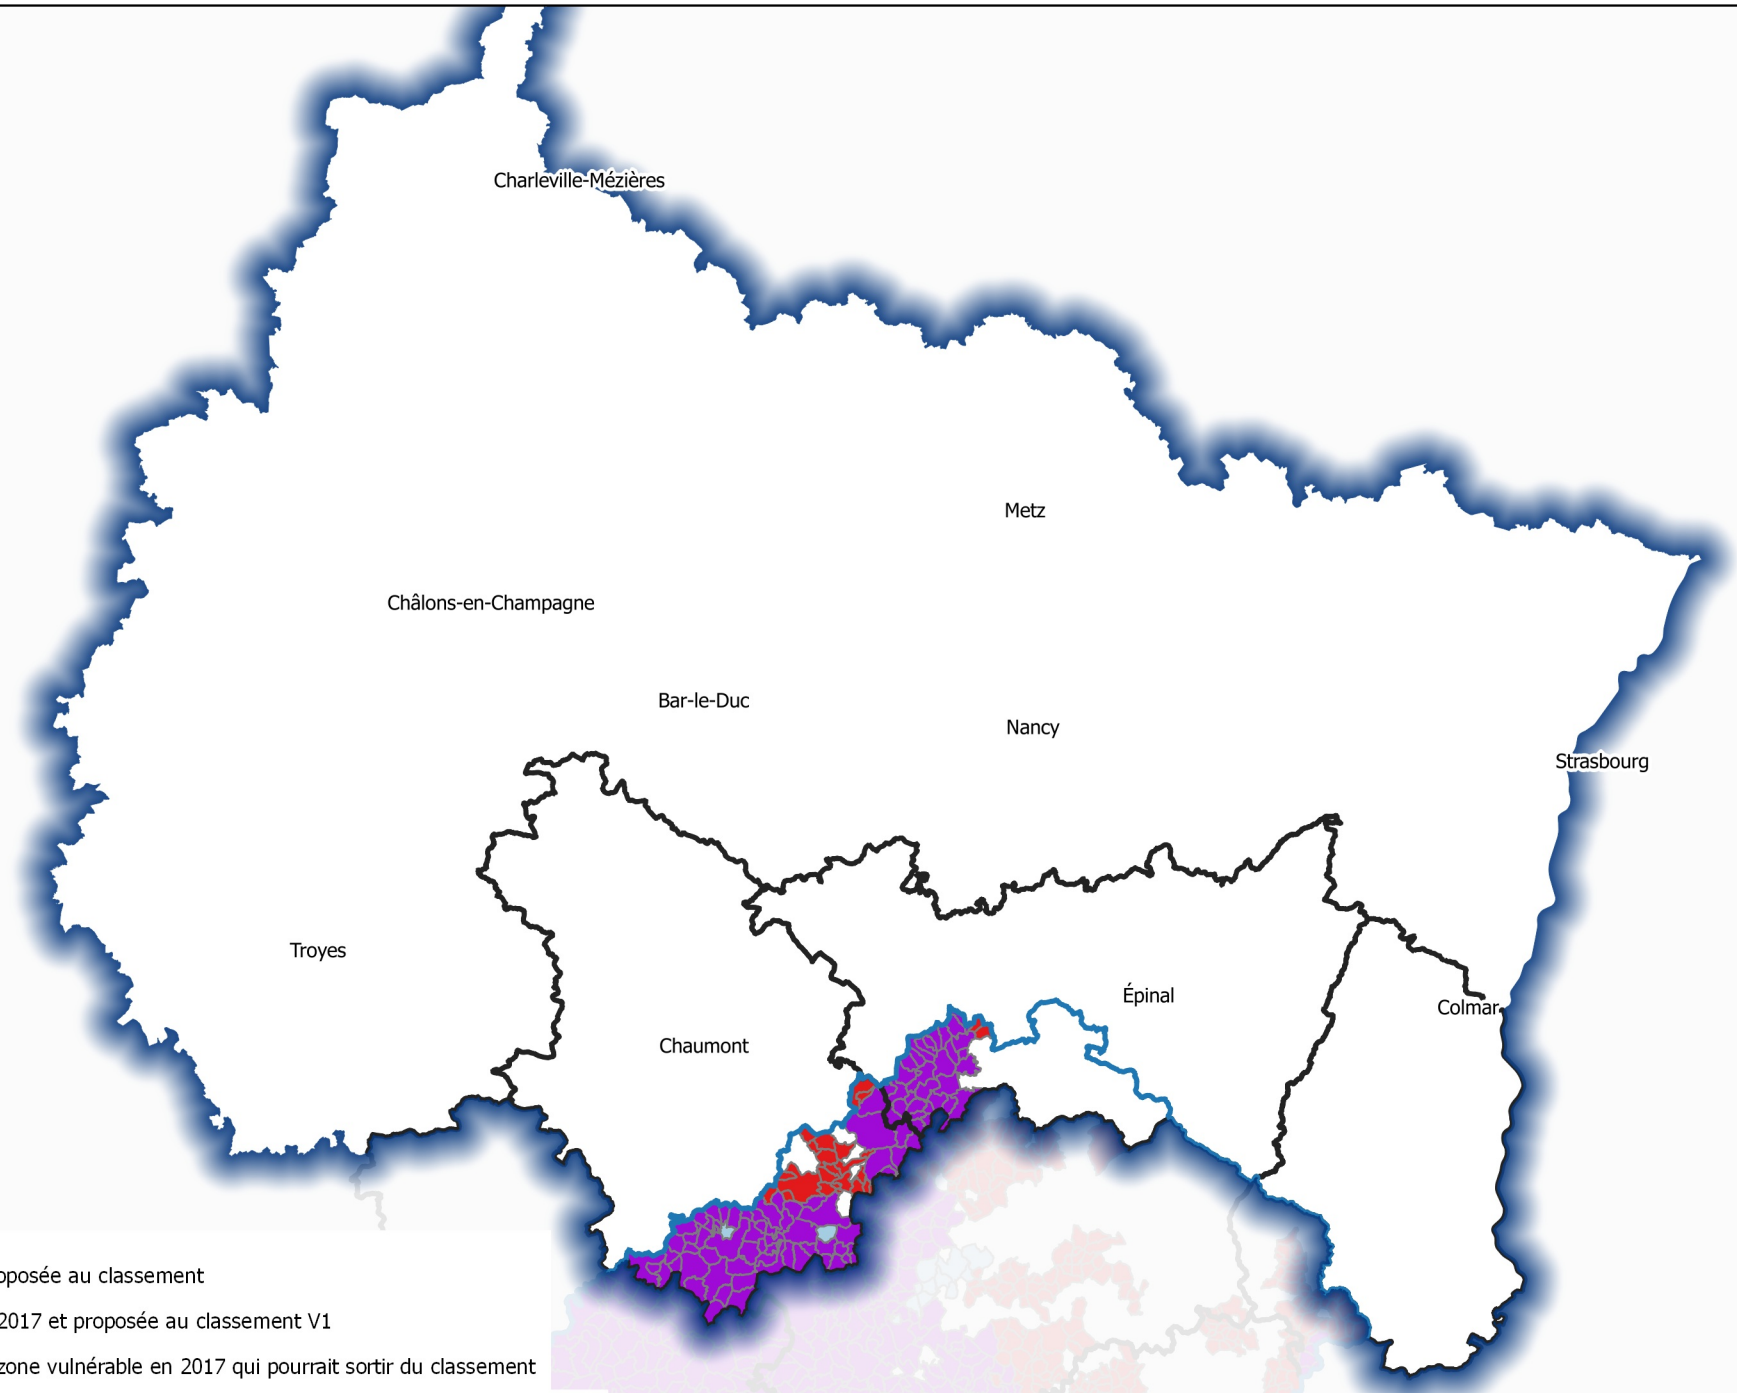 Charleville-Mézières
Metz
Châlons-en-Champagne
Bar-le-Duc
Nancy
Strasbourg
Troyes
Épinal
Colmar
Chaumont
au classement
2017 et proposée au classement V1
zone vulnérable en 2017 qui pourrait sortir du classement